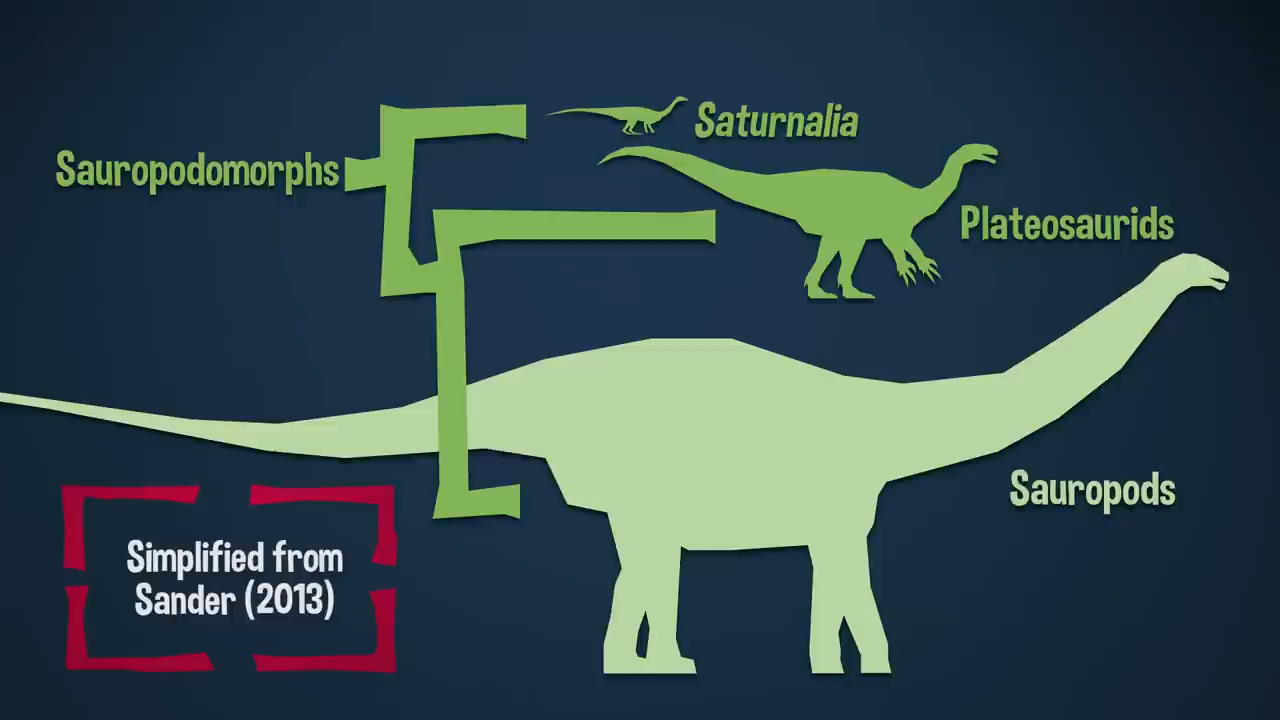 Saturnalia
Sauropodomorphs
Plateosaurids
Sauropods
Simplified from
Sander (2013)